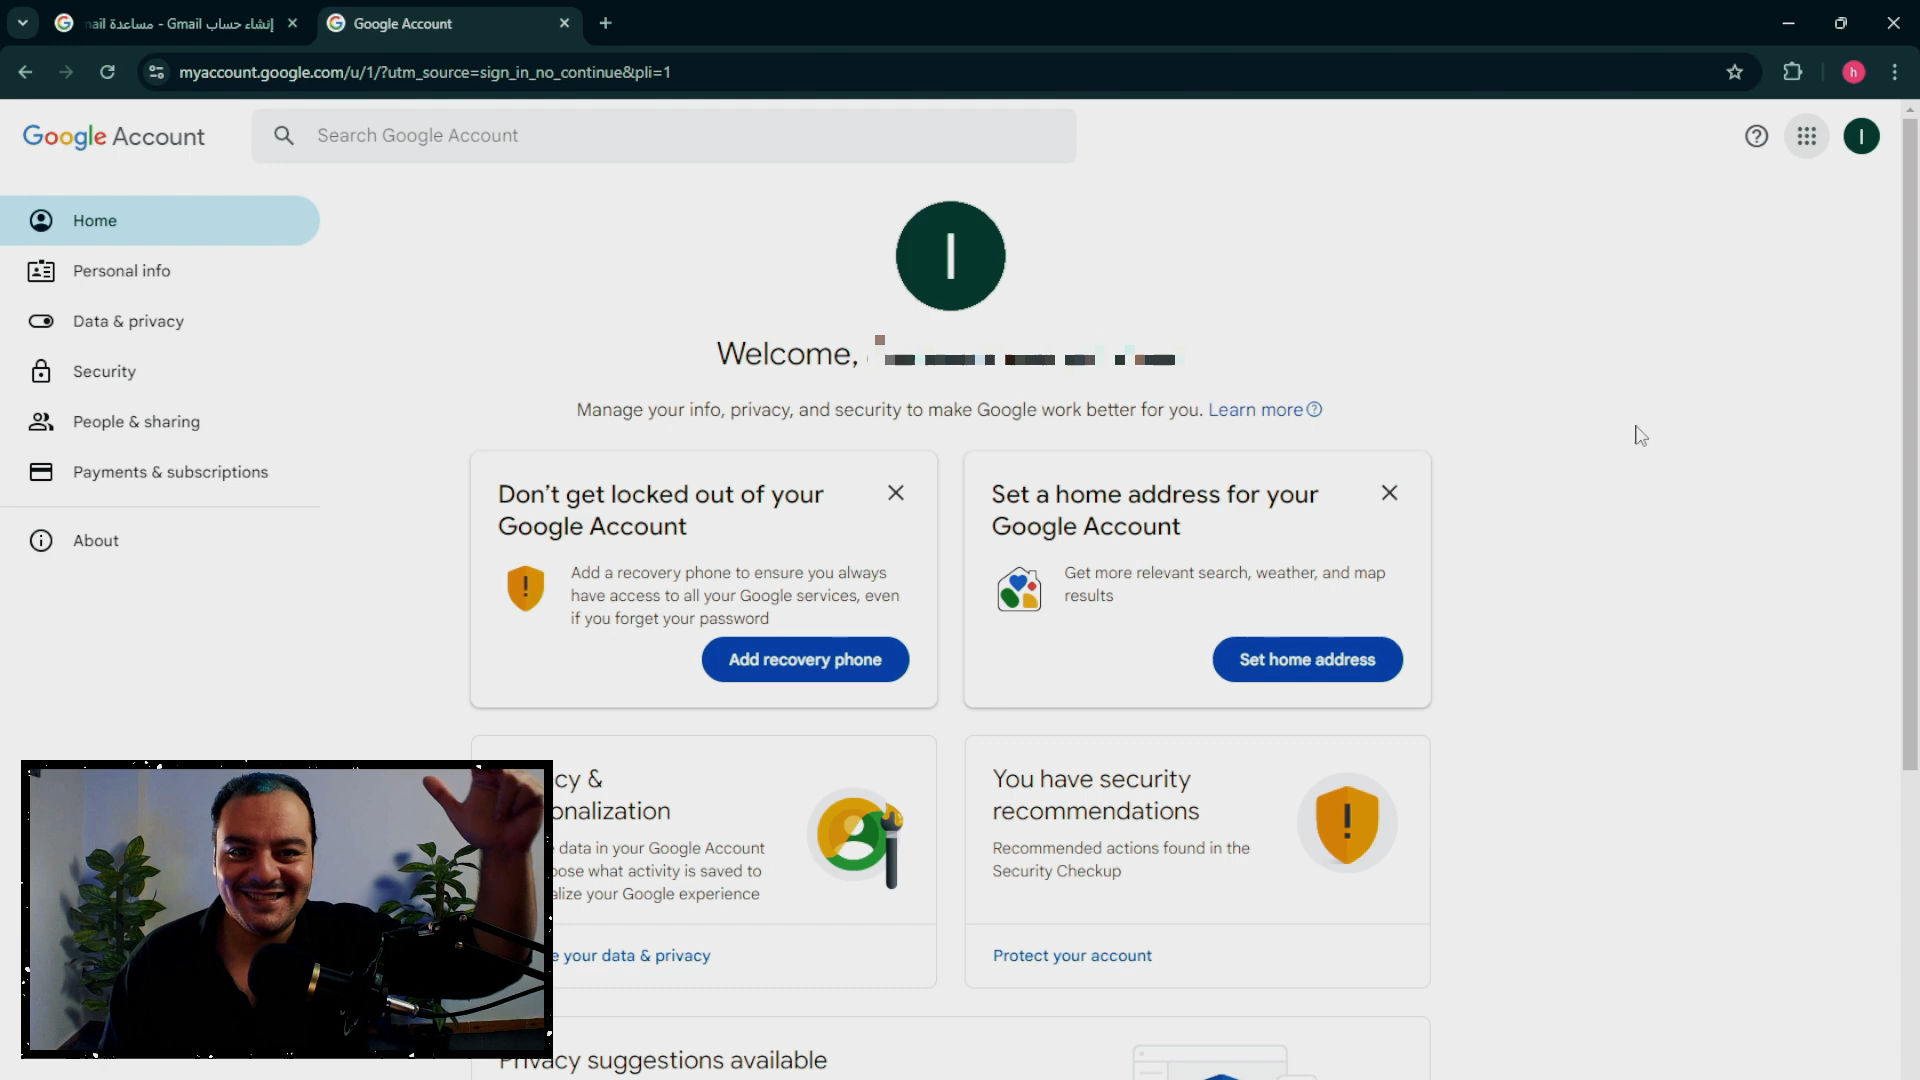 إنشاء حساب Gmail - مساعدة
Google Account
myaccount.google.com/u/1/?utm_source=sign_in_no_continue&pli=1
h
Google Account
Search Google Account
I
Home
Personal info
Data & privacy
Security
People & sharing
Payments & subscriptions
About
I
Welcome,
Manage your info, privacy, and security to make Google work better for you. Learn more
Don’t get locked out of your
Google Account
Add a recovery phone to ensure you always
have access to all your Google services, even
if you forget your password
Add recovery phone
Set a home address for your
Google Account
Get more relevant search, weather, and map
results
Set home address
cy &
onalization
data in your Google Account
ose what activity is saved to
alize your Google experience
e your data & privacy
You have security
recommendations
Recommended actions found in the
Security Checkup
Protect your account
Privacy suggestions available